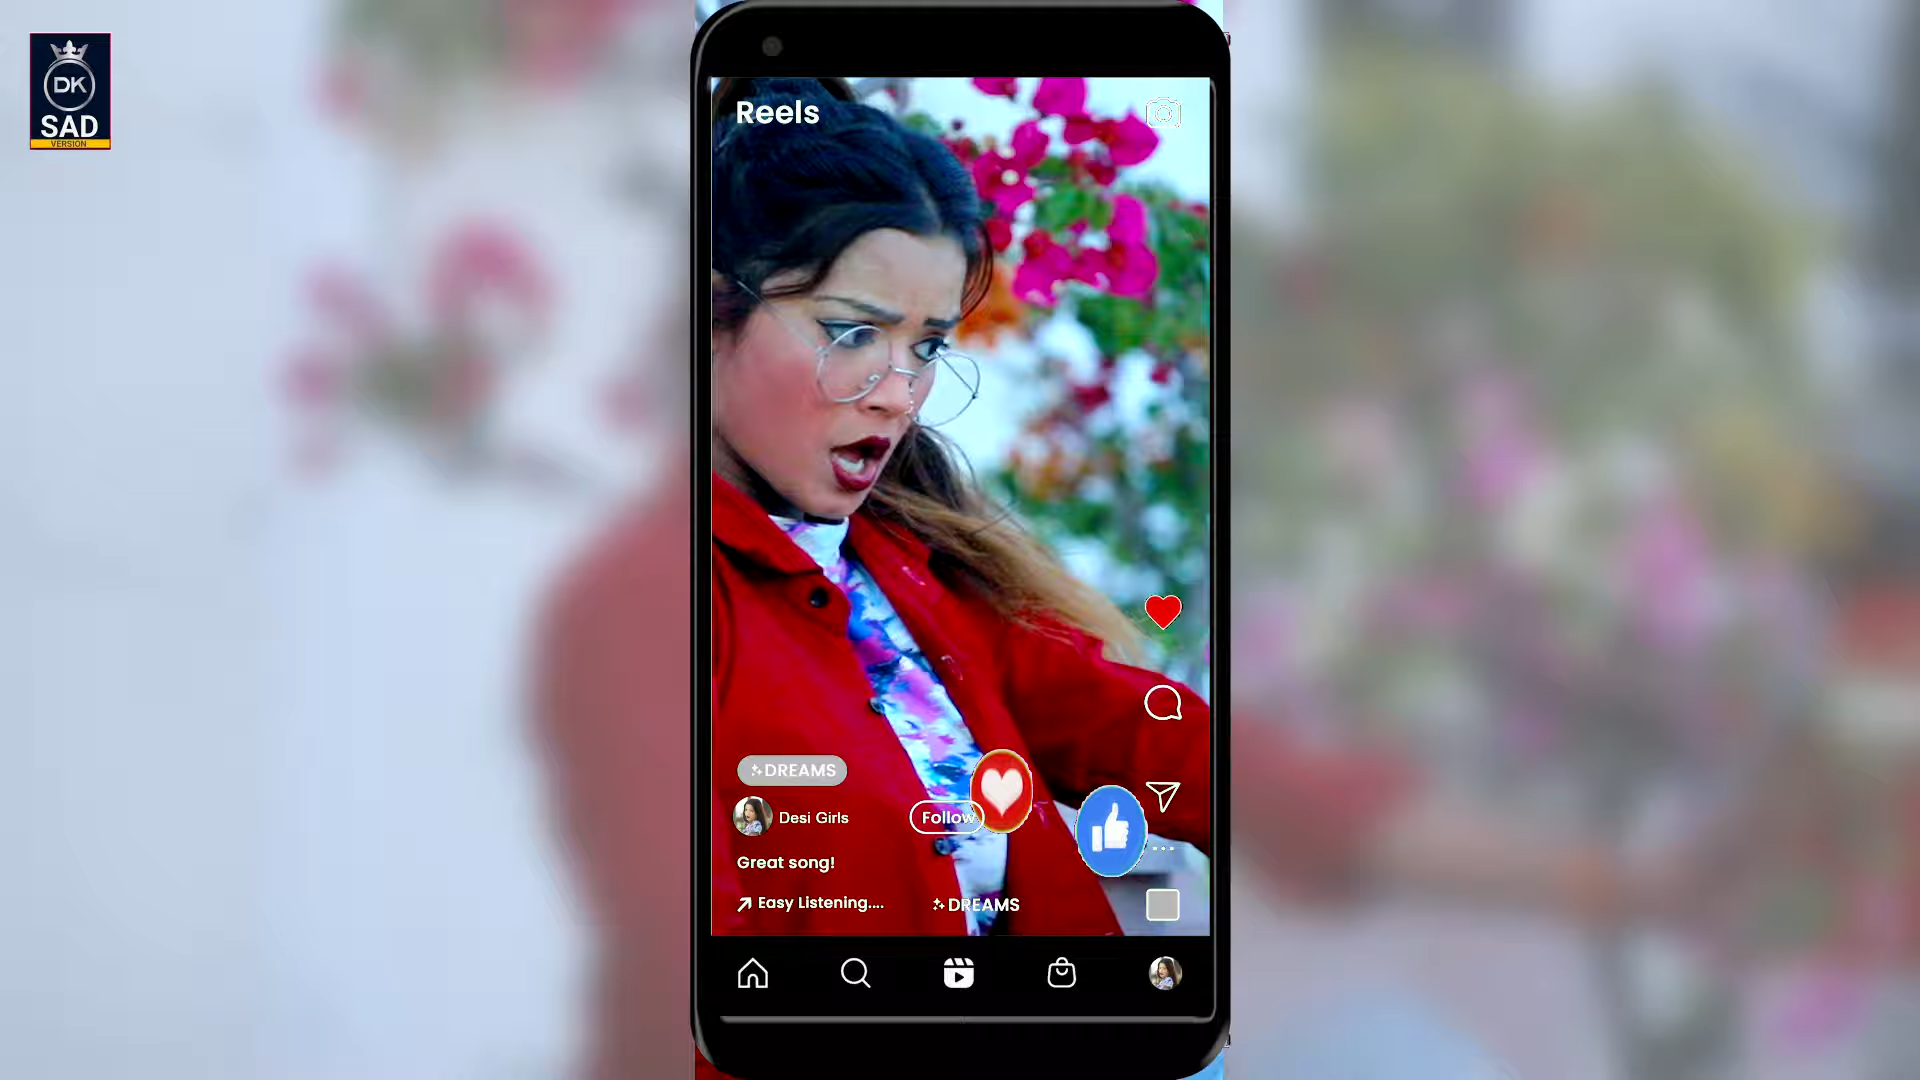 DK
SAD
VERSION
Reels
DREAMS
Desi Girls
Follow
Great song!
Easy Listening....
DREAMS